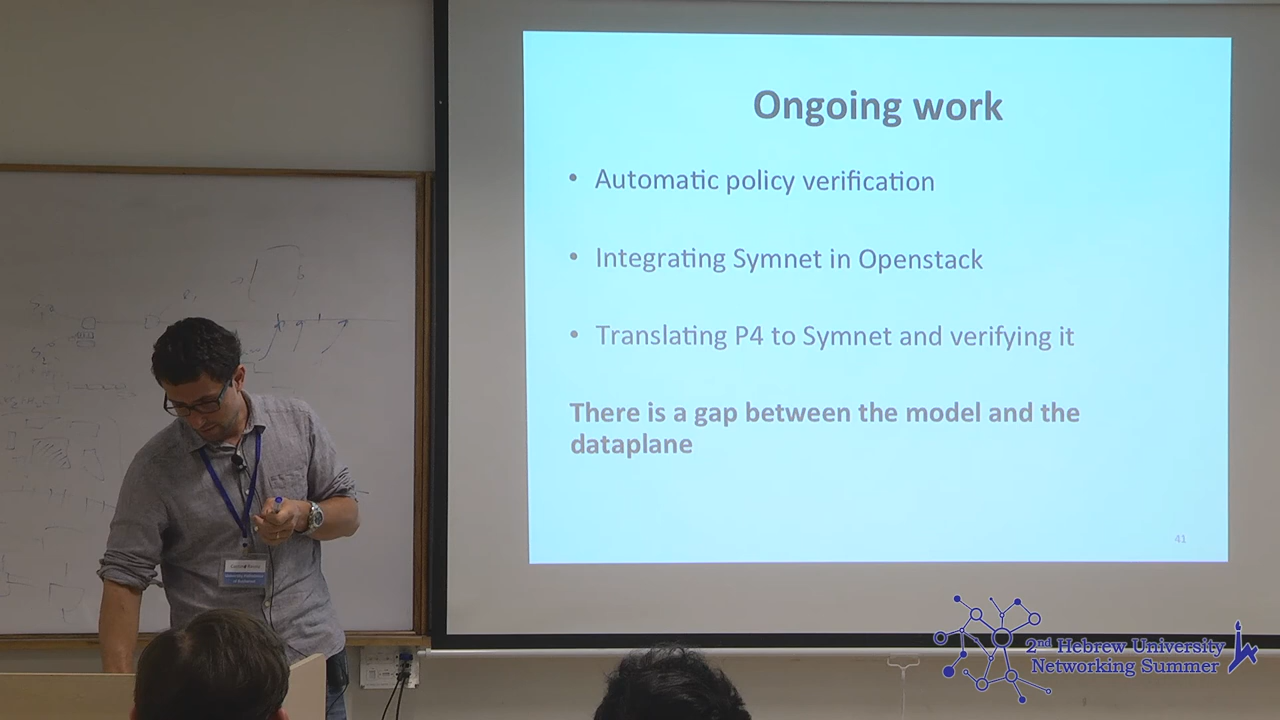 Ongoing work
• Automatic policy verification
• Integrating Symnet in Openstack
• Translating P4 to Symnet and verifying it
There is a gap between the model and the
dataplane
41
2nd Hebrew University
Networking Summer